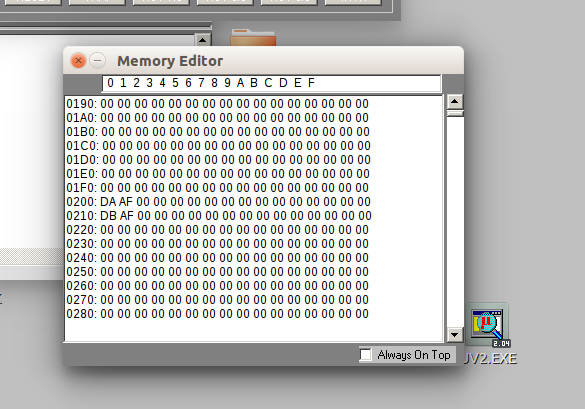 Memory Editor
0 1 2 3 4 5 6 7 8 9 A B C D E F
0190: 00 00 00 00 00 00 00 00 00 00 00 00 00 00 00 00
01A0: 00 00 00 00 00 00 00 00 00 00 00 00 00 00 00 00
01B0: 00 00 00 00 00 00 00 00 00 00 00 00 00 00 00 00
01C0: 00 00 00 00 00 00 00 00 00 00 00 00 00 00 00 00
01D0: 00 00 00 00 00 00 00 00 00 00 00 00 00 00 00 00
01E0: 00 00 00 00 00 00 00 00 00 00 00 00 00 00 00 00
01F0: 00 00 00 00 00 00 00 00 00 00 00 00 00 00 00 00
0200: DA AF 00 00 00 00 00 00 00 00 00 00 00 00 00 00
0210: DB AF 00 00 00 00 00 00 00 00 00 00 00 00 00 00
0220: 00 00 00 00 00 00 00 00 00 00 00 00 00 00 00 00
0230: 00 00 00 00 00 00 00 00 00 00 00 00 00 00 00 00
0240: 00 00 00 00 00 00 00 00 00 00 00 00 00 00 00 00
0250: 00 00 00 00 00 00 00 00 00 00 00 00 00 00 00 00
0260: 00 00 00 00 00 00 00 00 00 00 00 00 00 00 00 00
0270: 00 00 00 00 00 00 00 00 00 00 00 00 00 00 00 00
0280: 00 00 00 00 00 00 00 00 00 00 00 00 00 00 00 00
Always On Top
2.04
UV2.EXE